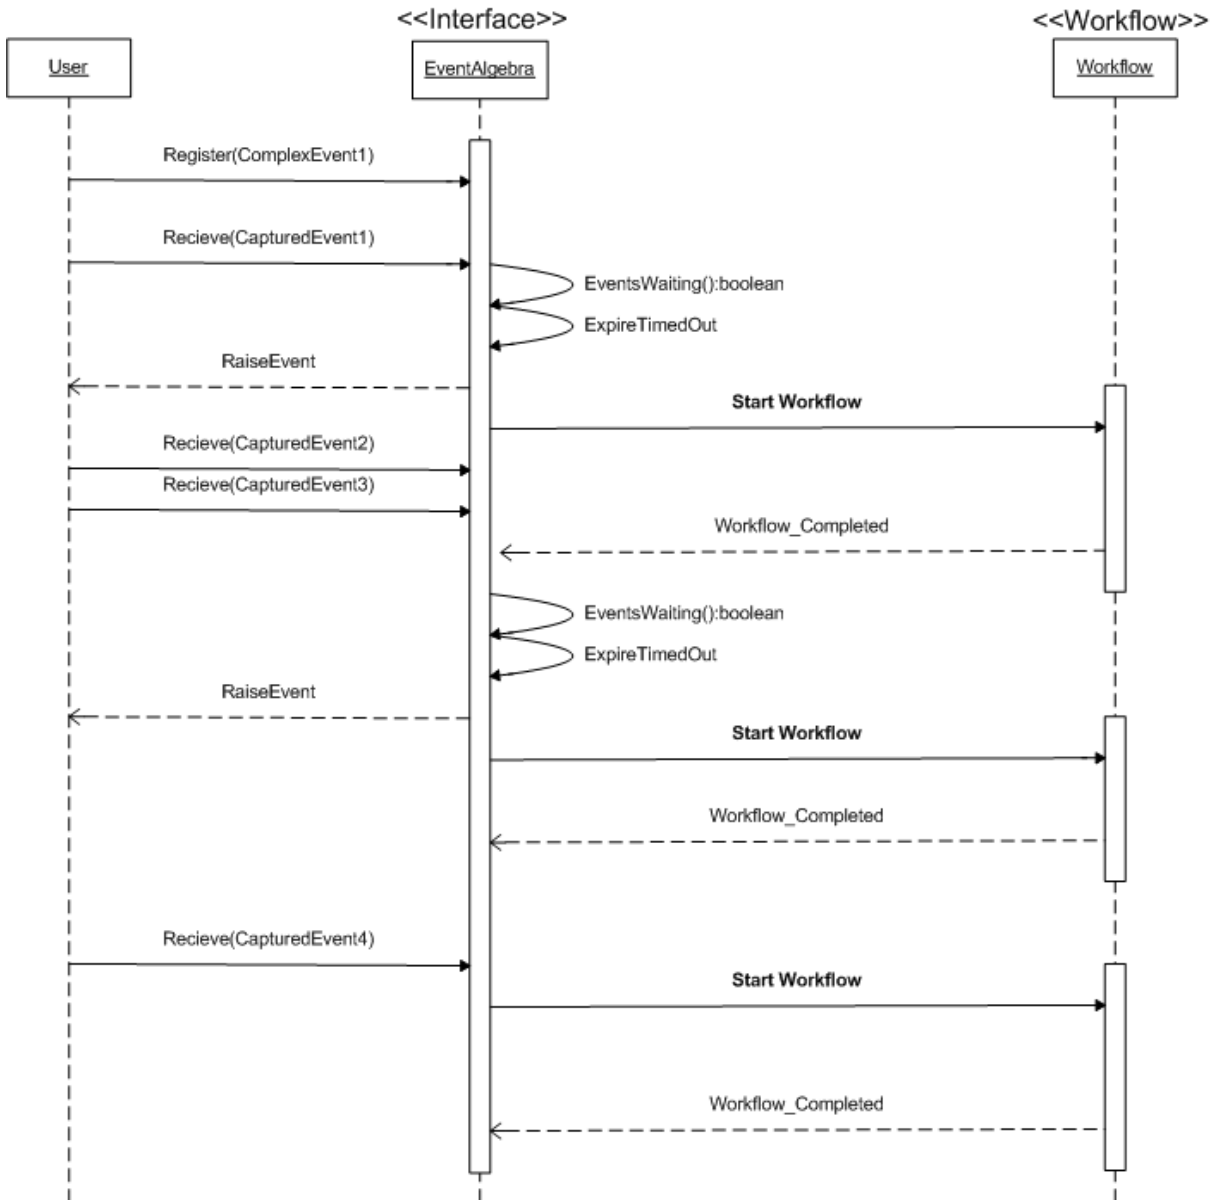 <<Interface>>
<<Workflow>>
User
EventAlgebra
Workflow
Register(ComplexEvent1)
Recieve(CapturedEvent1)
EventsWaiting():boolean
ExpireTimedOut
RaiseEvent
Start Workflow
Recieve(CapturedEvent2)
Recieve(CapturedEvent3)
Workflow_Completed
EventsWaiting():boolean
ExpireTimedOut
RaiseEvent
Start Workflow
Workflow_Completed
Recieve(CapturedEvent4)
Start Workflow
Workflow_Completed